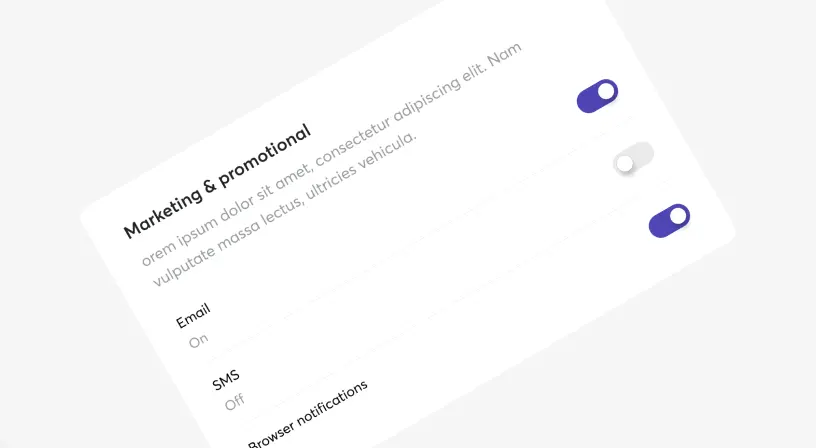 Marketing & promotional
orem ipsum dolor sit amet, consectetur adipiscing elit. Nam
vulputate massa lectus, ultricies vehicula.
Email
On
SMS
Off
Browser notifications